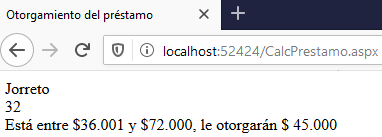 Otorgamiento del préstamo
localhost:52424/CalcPrestamo.aspx
Jorreto
32
Está entre $36.001 y $72.000, le otorgarán $ 45.000